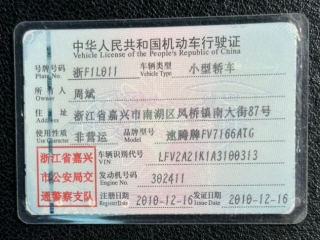 中华人民共和国机动车行驶证
Vehicle License of the People's Republic of China
号牌号码 Plate No. 浙F1L011 车辆类型 Vehicle Type 小型轿车
所有人 Owner 周斌
住址 Address 浙江省嘉兴市南湖区凤桥镇南大街87号
使用性质 Use Character 非营运 品牌型号 Model 速腾牌FV7166ATG
浙江省嘉兴市公安局交通警察支队
车辆识别代号 VIN LFV2A21K1A3100313
发动机号码 Engine No. 302411
注册日期 Register Date 2010-12-16 发证日期 Issue Date 2010-12-16